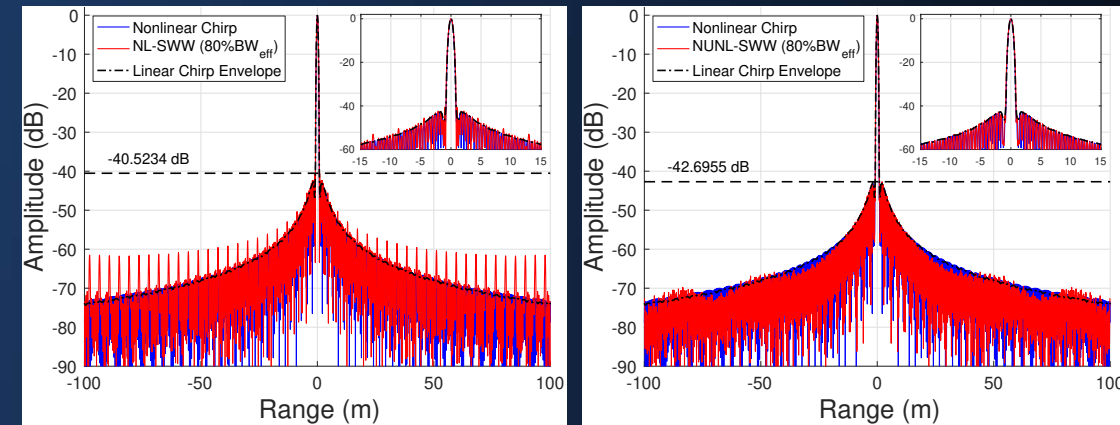 Nonlinear Chirp
NL-SWW (80%BW_eff)
Linear Chirp Envelope
0
-10
-20
-30
-40
-50
-60
-70
-80
-90
Amplitude (dB)
-40.5234 dB
0
-20
-40
-60
-15 -10 -5 0 5 10 15
-100 -50 0 50 100
Range (m)
Nonlinear Chirp
NUNL-SWW (80%BW_eff)
Linear Chirp Envelope
0
-10
-20
-30
-40
-50
-60
-70
-80
-90
Amplitude (dB)
-42.6955 dB
0
-20
-40
-60
-15 -10 -5 0 5 10 15
-100 -50 0 50 100
Range (m)